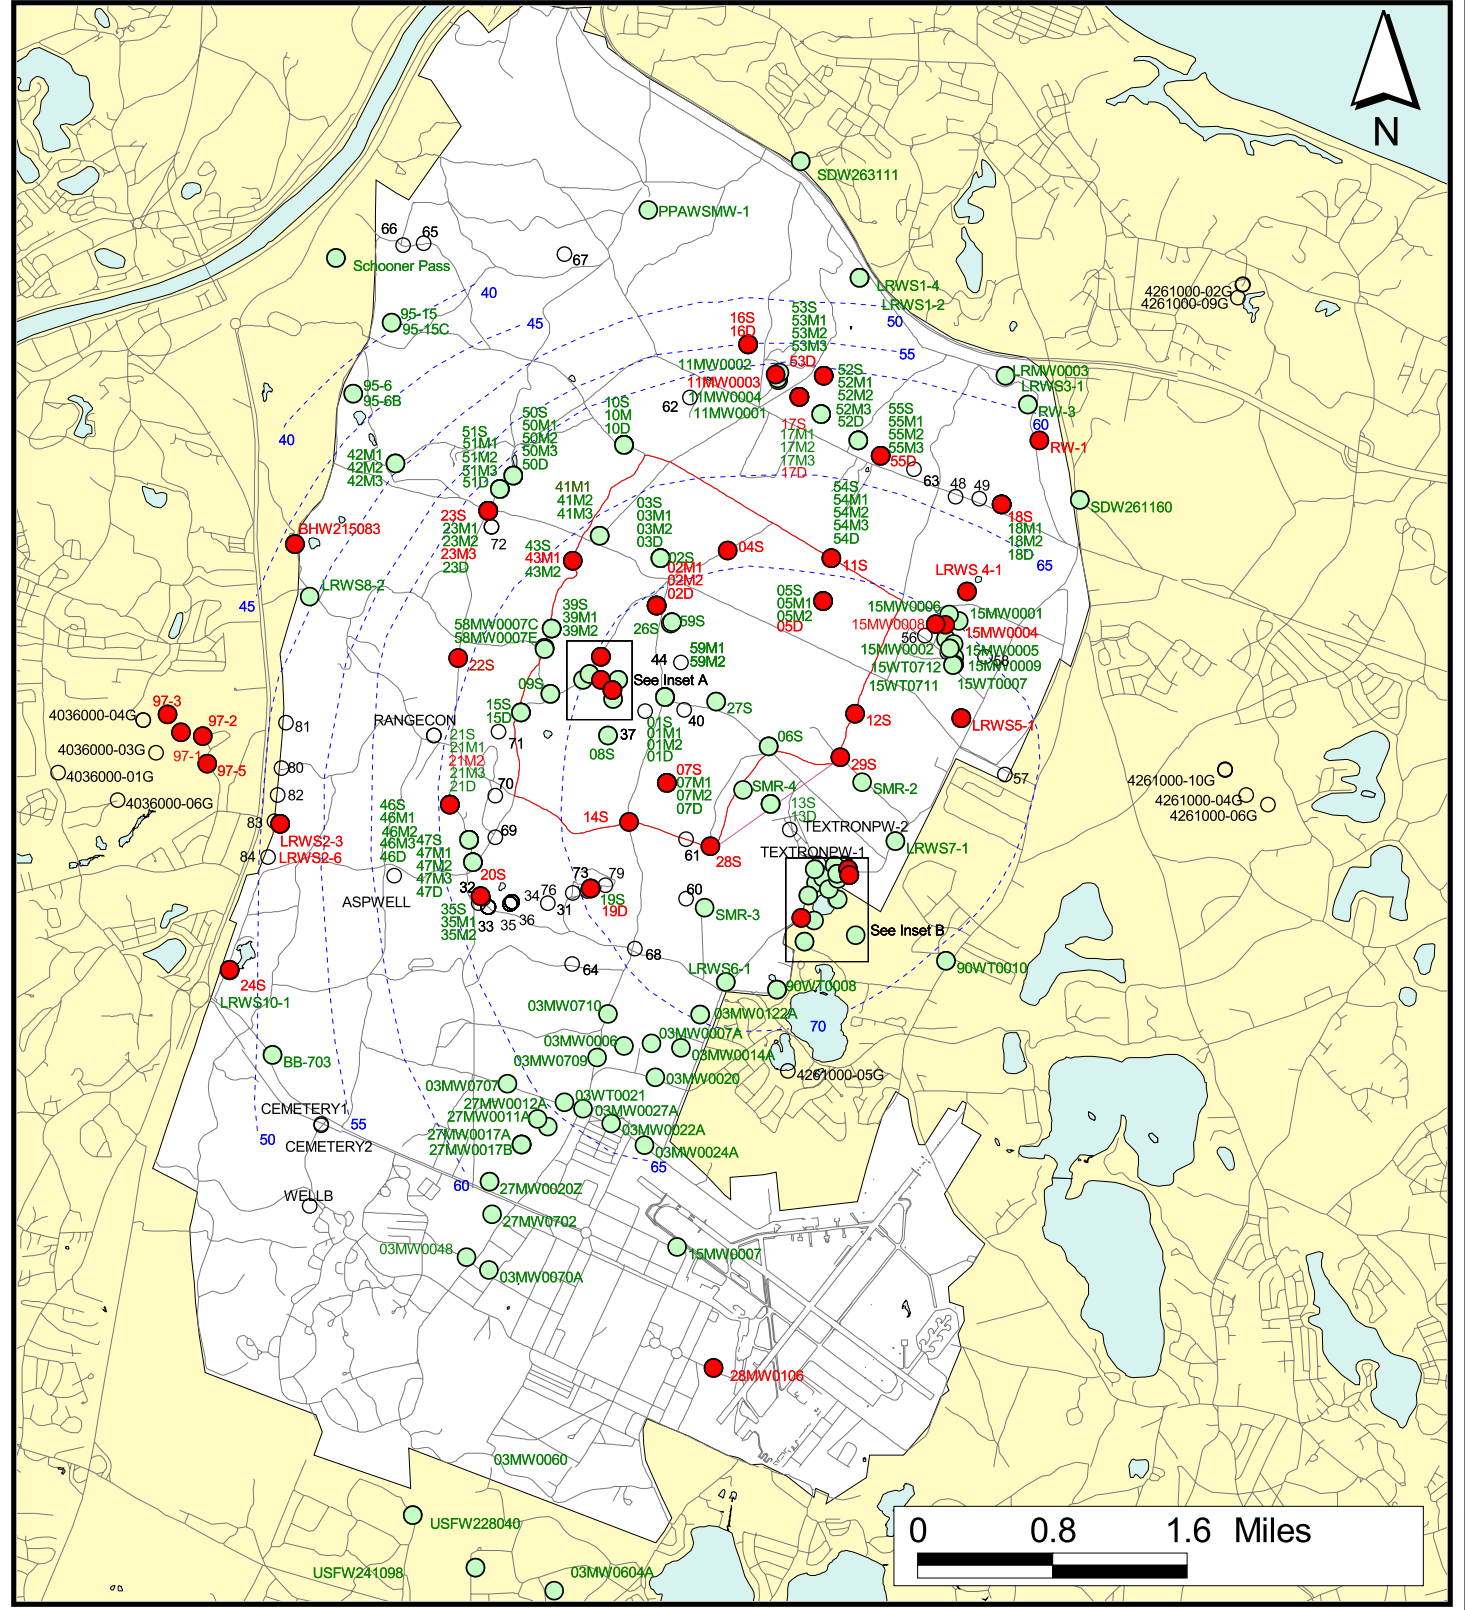 N
SDW263111
PPAWSMW-1
66
65
67
Schooner Pass
LRWS1-4
LRWS1-2
4261000-02G
4261000-09G
40
45
50
55
95-15
95-15C
16S
16D
53S
53M1
53M2
53M3
53D
11MW0002
11MW0003
11MW0004
11MW0001
62
52S
52M1
52M2
52M3
52D
LRMW0003
LRWS3-1
RW-3
60
RW-1
95-6
95-6B
40
10S
10M
10D
50S
50M1
50M2
50M3
50D
51S
51M1
51M2
51M3
51D
42M1
42M2
42M3
17S
17M1
17M2
17M3
17D
55S
55M1
55M2
55M3
55D
63
48
49
18S
18M1
18M2
18D
SDW261160
65
41M1
41M2
41M3
03S
03M1
03M2
03D
54S
54M1
54M2
54M3
54D
23S
23M1
23M2
23M3
23D
72
BHW215083
43S
43M1
43M2
02S
02M1
02M2
02D
04S
11S
LRWS 4-1
LRWS8-2
45
39S
39M1
39M2
58MW0007C
58MW0007E
26S
59S
05S
05M1
05M2
05D
15MW0006
15MW0001
15MW0008
15MW0004
56
15MW0002
15MW0005
58
15WT0712
15MW0009
15WT0711
15WT0007
44
59M1
59M2
See Inset A
22S
09S
97-3
4036000-04G
97-2
97-1
97-5
4036000-03G
4036000-01G
4036000-06G
81
80
82
83
84
RANGECON
15S
15D
71
37
08S
01S
01M1
01M2
01D
40
27S
12S
LRWS5-1
06S
29S
57
4261000-10G
4261000-04G
4261000-06G
21S
21M1
21M2
21M3
21D
70
07S
07M1
07M2
07D
SMR-4
SMR-2
13S
13D
TEXTRONPW-2
TEXTRONPW-1
LRWS7-1
46S
46M1
46M2
46M3
46D
47S
47M1
47M2
47M3
47D
69
14S
61
28S
LRWS2-3
LRWS2-6
ASPWELL
20S
32
35S
35M1
35M2
33
35
36
34
76
31
73
79
19S
19D
60
SMR-3
See Inset B
68
64
24S
LRWS10-1
LRWS6-1
90WT0008
90WT0010
70
03MW0710
03MW0122A
03MW0006
03MW0007A
03MW0014A
03MW0709
4261000-05G
BB-703
03MW0707
03MW0020
27MW0012A
03WT0021
27MW0011A
03MW0027A
27MW0017A
03MW0022A
27MW0017B
03MW0024A
CEMETERY1
CEMETERY2
50
55
60
65
27MW0020Z
WELLB
27MW0702
03MW0048
03MW0070A
15MW0007
28MW0106
03MW0060
USFW228040
USFW241098
03MW0604A
0 0.8 1.6 Miles